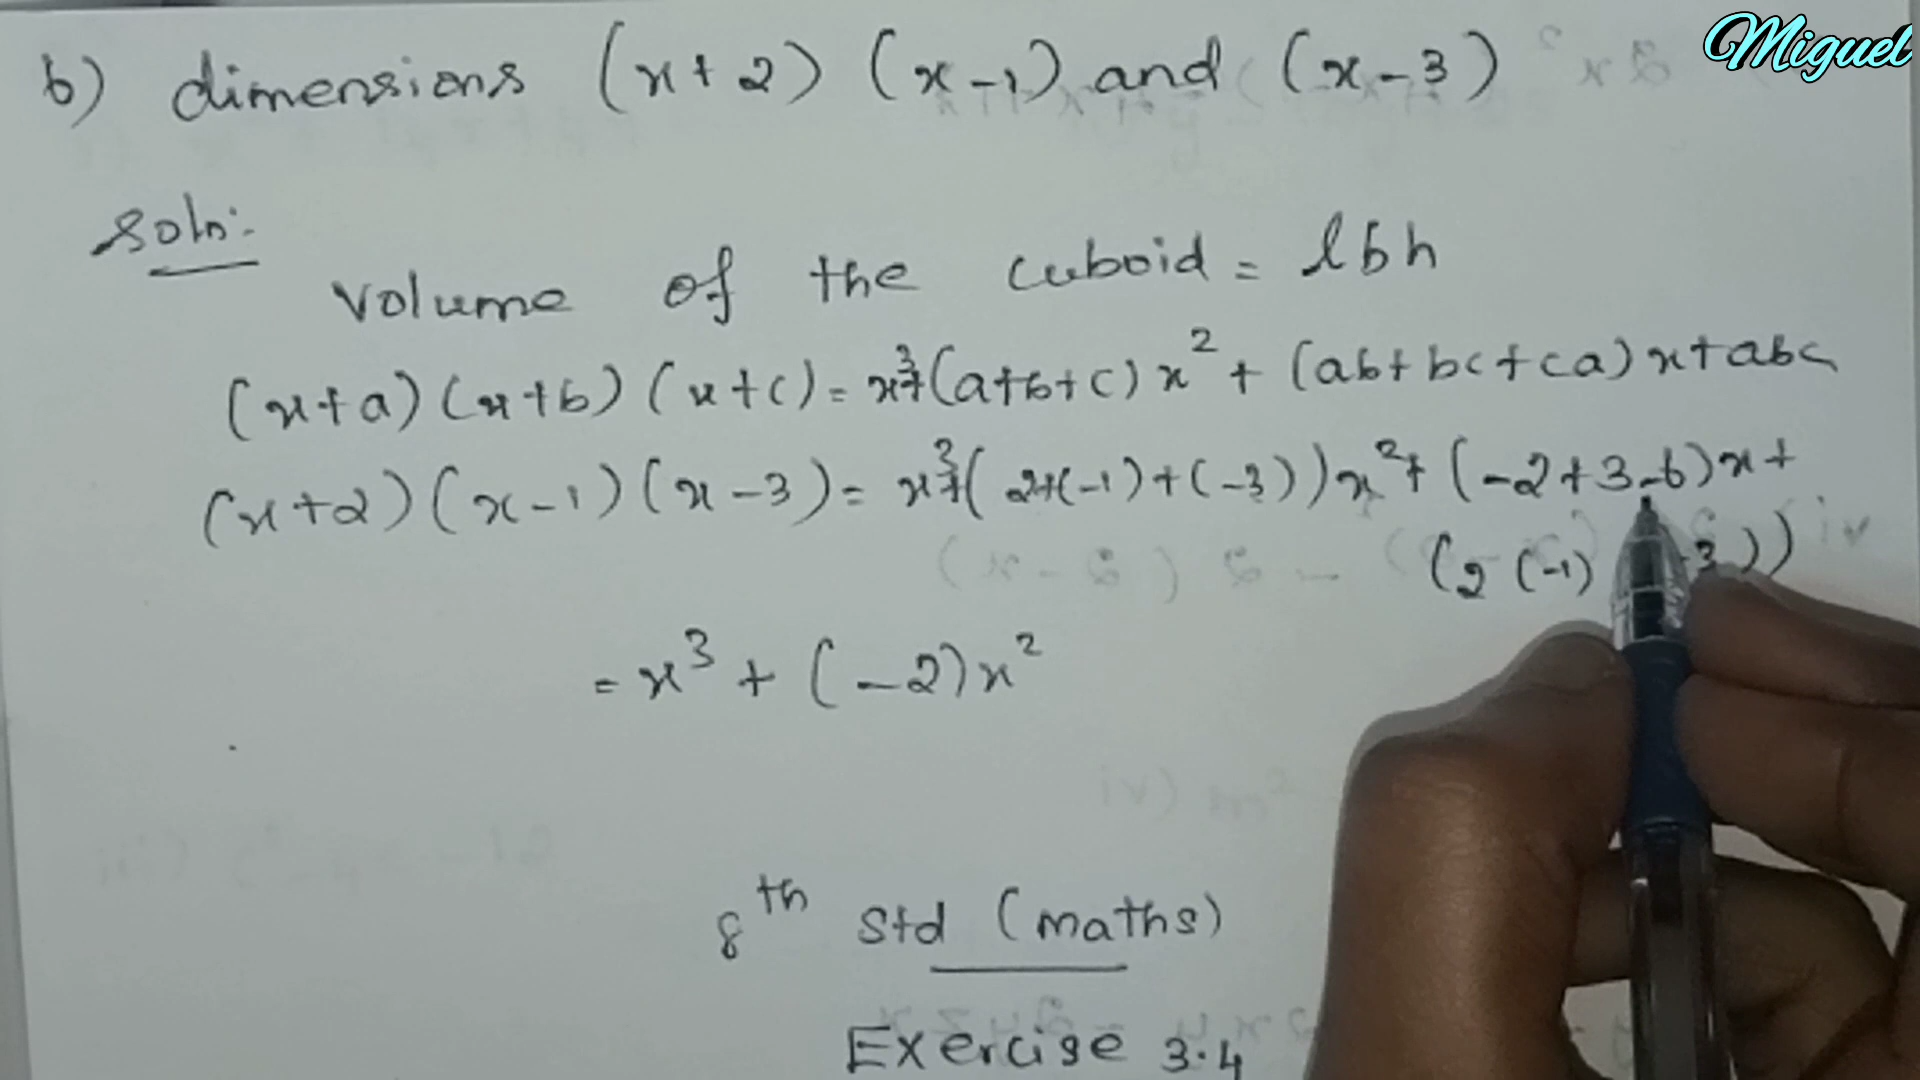 Miguel
b) dimensions (x+2) (x-1) and (x-3)
Soln:
Volume of the cuboid = lbh
(x+a)(x+b)(x+c) = x³+(a+b+c)x² + (ab+bc+ca)x+abc
(x+2)(x-1)(x-3) = x³+(2+(-1)+(-3))x²+(-2+3-6)x+
(2(-1) -3))
= x³ + (-2)x²
8th Std (maths)
Exercise 3.4